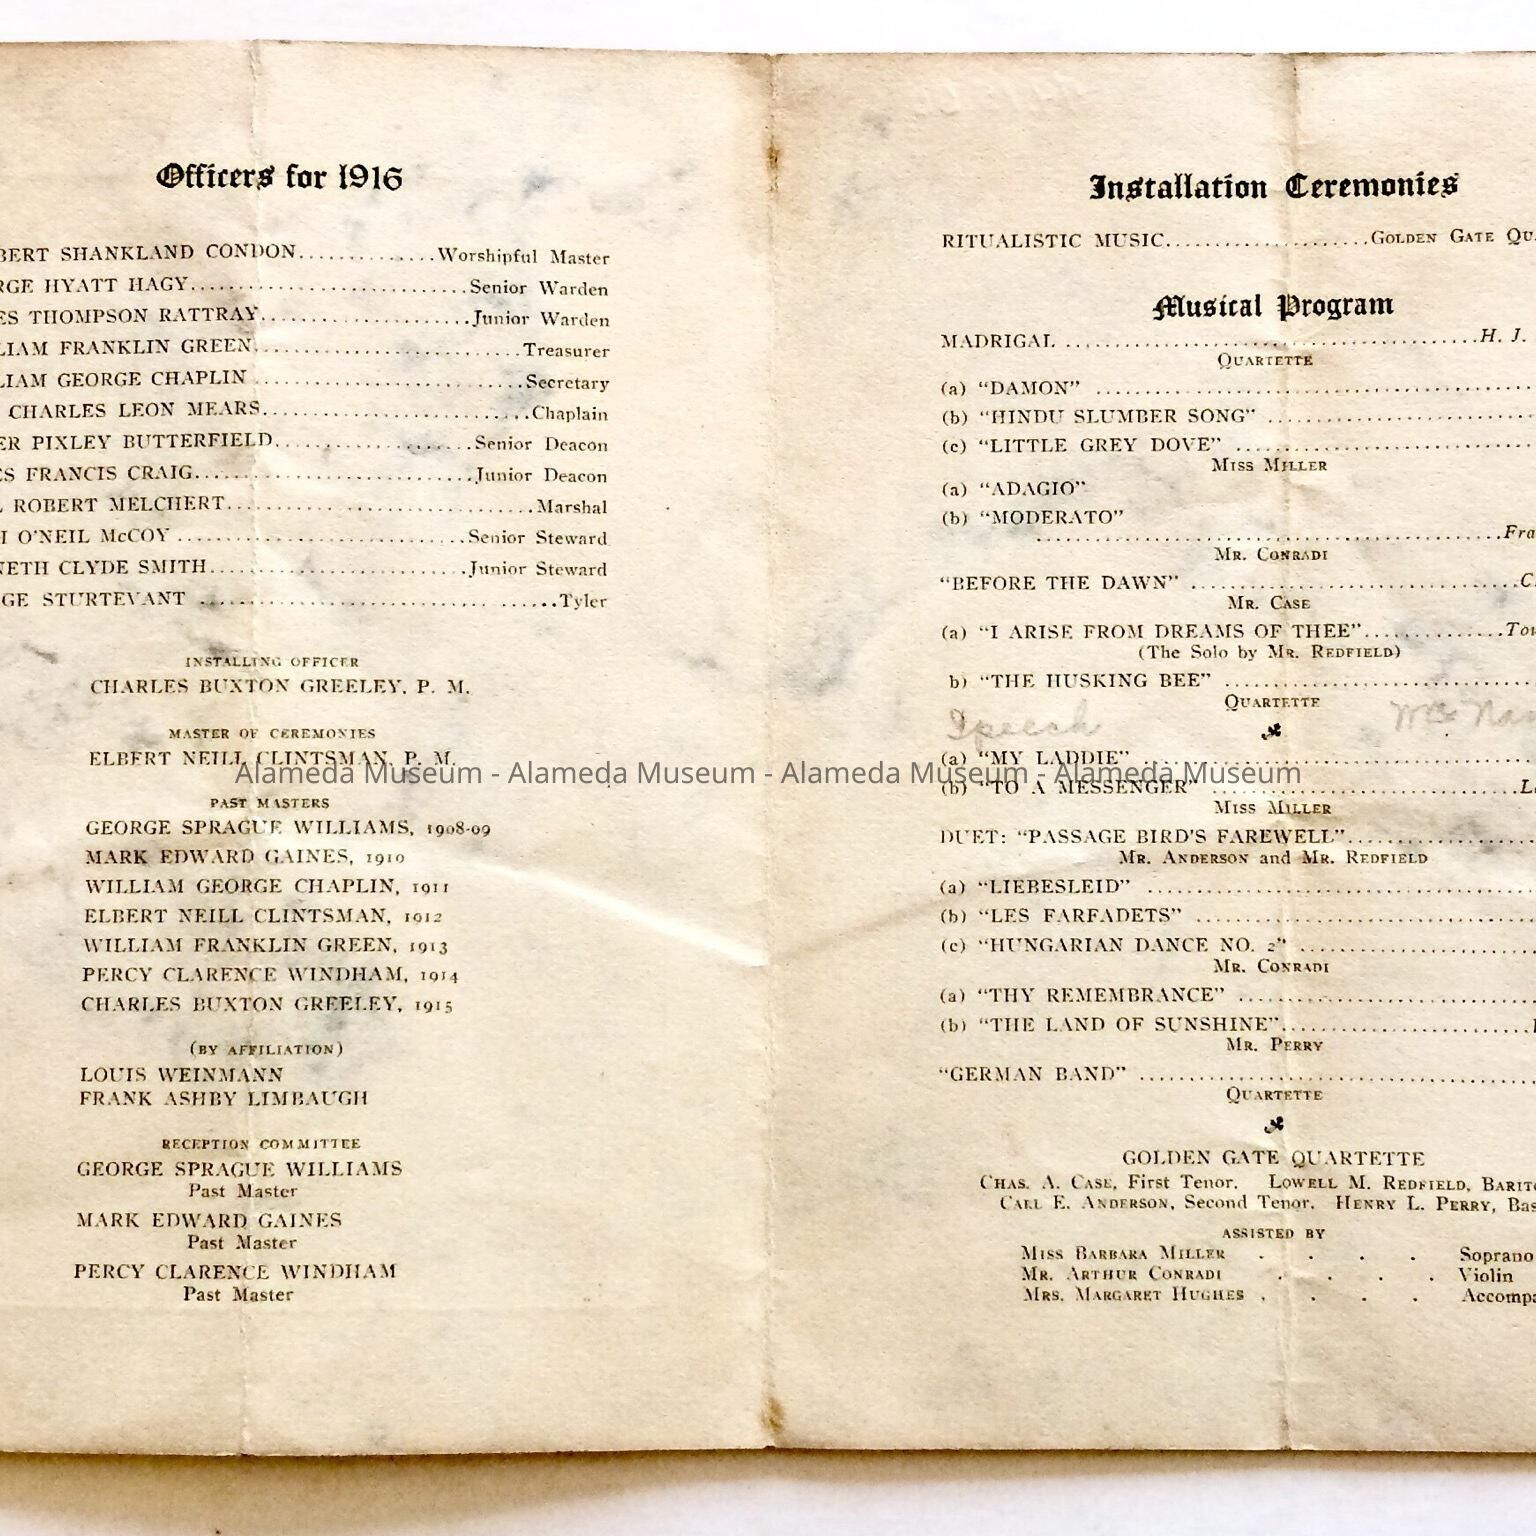 Officers for 1916
BERT SHANKLAND CONDON..............Worshipful Master
RGE HYATT HAGY.........................Senior Warden
ES THOMPSON RATTRAY....................Junior Warden
LIAM FRANKLIN GREEN..........................Treasurer
LIAM GEORGE CHAPLIN..........................Secretary
CHARLES LEON MEARS.........................Chaplain
ER PIXLEY BUTTERFIELD..................Senior Deacon
ES FRANCIS CRAIG..........................Junior Deacon
ROBERT MELCHERT.............................Marshal
H O'NEIL McCOY..........................Senior Steward
NETH CLYDE SMITH........................Junior Steward
GE STURTEVANT..............................Tyler
INSTALLING OFFICER
CHARLES BUXTON GREELEY, P. M.
MASTER OF CEREMONIES
ELBERT NEILL CLINTSMAN, P. M.
PAST MASTERS
GEORGE SPRAGUE WILLIAMS, 1908-09
MARK EDWARD GAINES, 1910
WILLIAM GEORGE CHAPLIN, 1911
ELBERT NEILL CLINTSMAN, 1912
WILLIAM FRANKLIN GREEN, 1913
PERCY CLARENCE WINDHAM, 1914
CHARLES BUXTON GREELEY, 1915
(BY AFFILIATION)
LOUIS WEINMANN
FRANK ASHBY LIMBAUGH
RECEPTION COMMITTEE
GEORGE SPRAGUE WILLIAMS
Past Master
MARK EDWARD GAINES
Past Master
PERCY CLARENCE WINDHAM
Past Master
Installation Ceremonies
RITUALISTIC MUSIC.....................GOLDEN GATE QU
Musical Program
MADRIGAL..........................................H. J.
QUARTETTE
(a) "DAMON"
(b) "HINDU SLUMBER SONG"
(c) "LITTLE GREY DOVE"
MISS MILLER
(a) "ADAGIO"
(b) "MODERATO"
..............................................Fra
MR. CONRADI
"BEFORE THE DAWN".................................C
MR. CASE
(a) "I ARISE FROM DREAMS OF THEE"..............Tow
(The Solo by MR. REDFIELD)
b) "THE HUSKING BEE"
QUARTETTE
Speech
(a) "MY LADDIE"
(b) "TO A MESSENGER"..................................L
MISS MILLER
DUET: "PASSAGE BIRD'S FAREWELL"
MR. ANDERSON and MR. REDFIELD
(a) "LIEBESLEID"
(b) "LES FARFADETS"
(c) "HUNGARIAN DANCE NO. 2"
MR. CONRADI
(a) "THY REMEMBRANCE"
(b) "THE LAND OF SUNSHINE"
MR. PERRY
"GERMAN BAND"
QUARTETTE
GOLDEN GATE QUARTETTE
CHAS. A. CASE, First Tenor. LOWELL M. REDFIELD, BARITO
CARL E. ANDERSON, Second Tenor. HENRY L. PERRY, Bas
ASSISTED BY
MISS BARBARA MILLER . . . . Soprano
MR. ARTHUR CONRADI . . . . Violin
MRS. MARGARET HUGHES . . . . Accompa
Alameda Museum - Alameda Museum - Alameda Museum - Alameda Museum